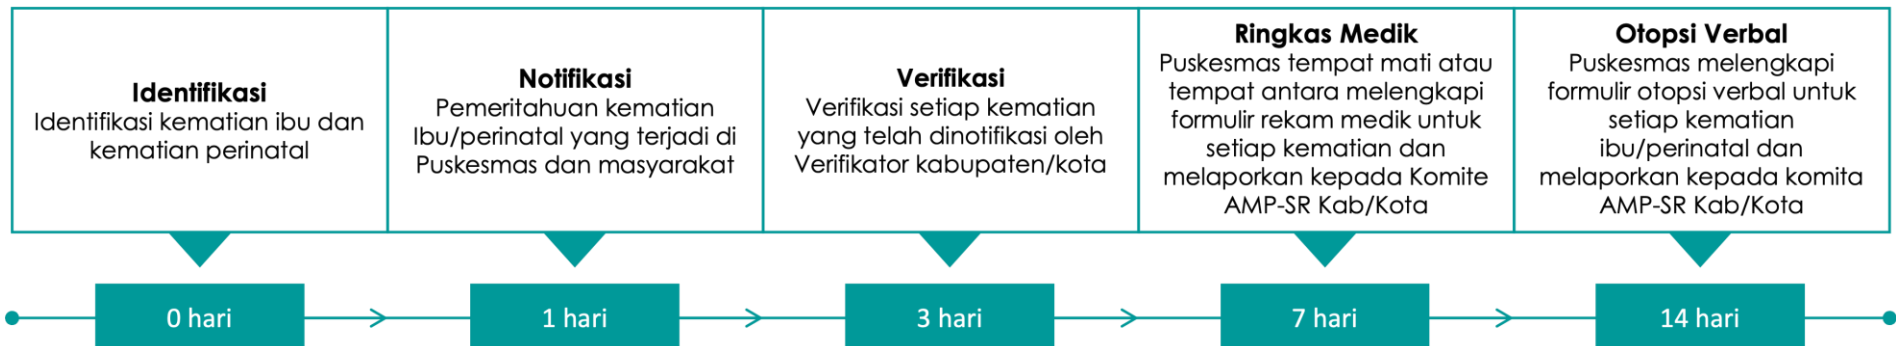 Identifikasi
Identifikasi kematian ibu dan
kematian perinatal
Notifikasi
Pemeritahuan kematian
Ibu/perinatal yang terjadi di
Puskesmas dan masyarakat
Verifikasi
Verifikasi setiap kematian
yang telah dinotifikasi oleh
Verifikator kabupaten/kota
Ringkas Medik
Puskesmas tempat mati atau
tempat antara melengkapi
formulir rekam medik untuk
setiap kematian dan
melaporkan kepada Komite
AMP-SR Kab/Kota
Otopsi Verbal
Puskesmas melengkapi
formulir otopsi verbal untuk
setiap kematian
ibu/perinatal dan
melaporkan kepada komita
AMP-SR Kab/Kota
0 hari
1 hari
3 hari
7 hari
14 hari